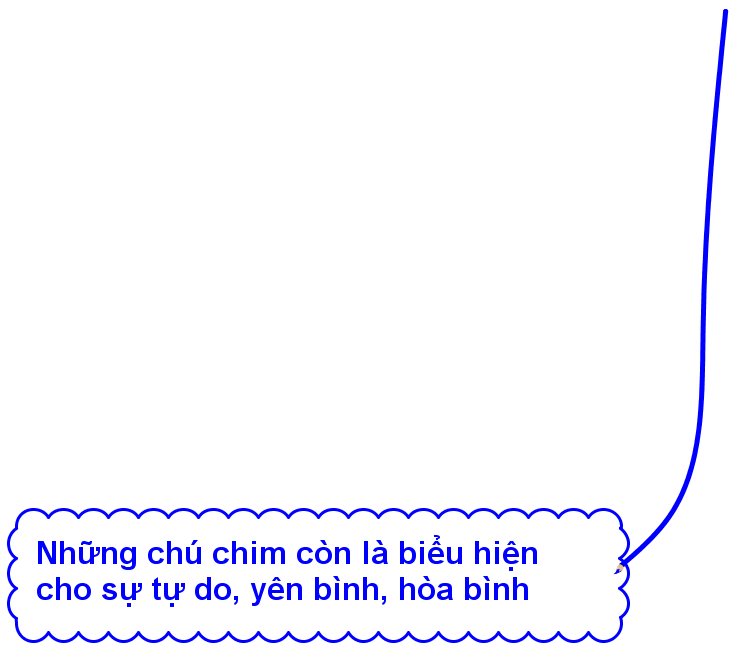 Những chú chim còn là biểu hiện
cho sự tự do, yên bình, hòa bình